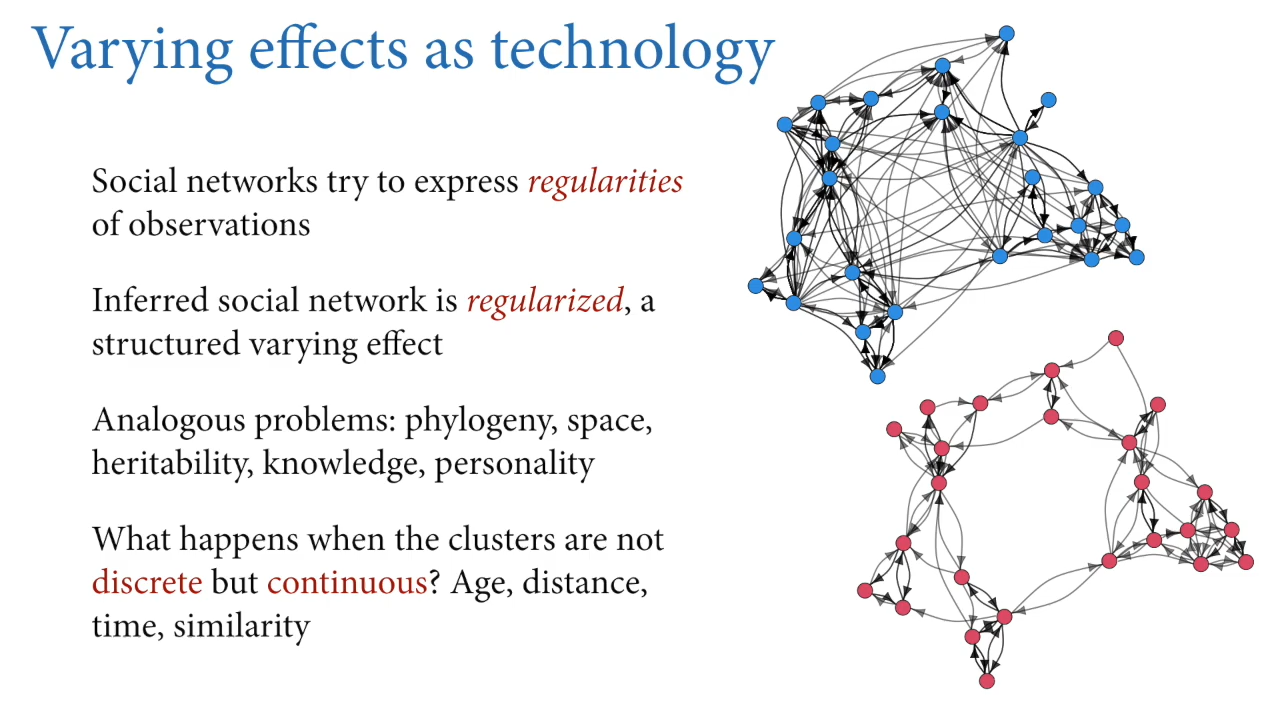 Varying effects as technology
Social networks try to express regularities
of observations
Inferred social network is regularized, a
structured varying effect
Analogous problems: phylogeny, space,
heritability, knowledge, personality
What happens when the clusters are not
discrete but continuous? Age, distance,
time, similarity